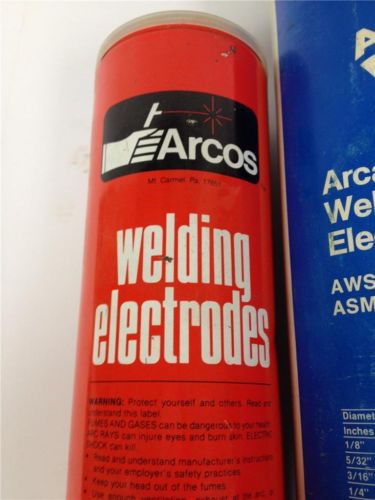 Arcos
Mt. Carmel, Pa. 17851
welding
electrodes
WARNING: Protect yourself and others. Read and
understand this label.
FUMES AND GASES can be dangerous to your health.
ARC RAYS can injure eyes and burn skin. ELECTRIC
SHOCK can kill.
• Read and understand manufacturer's instructions
and your employer's safety practices.
• Keep your head out of the fumes.
• Use enough
Arca
Wel
Elec
AWS
ASM
Diamet
Inches
1/8"
5/32"
3/16"
1/4"